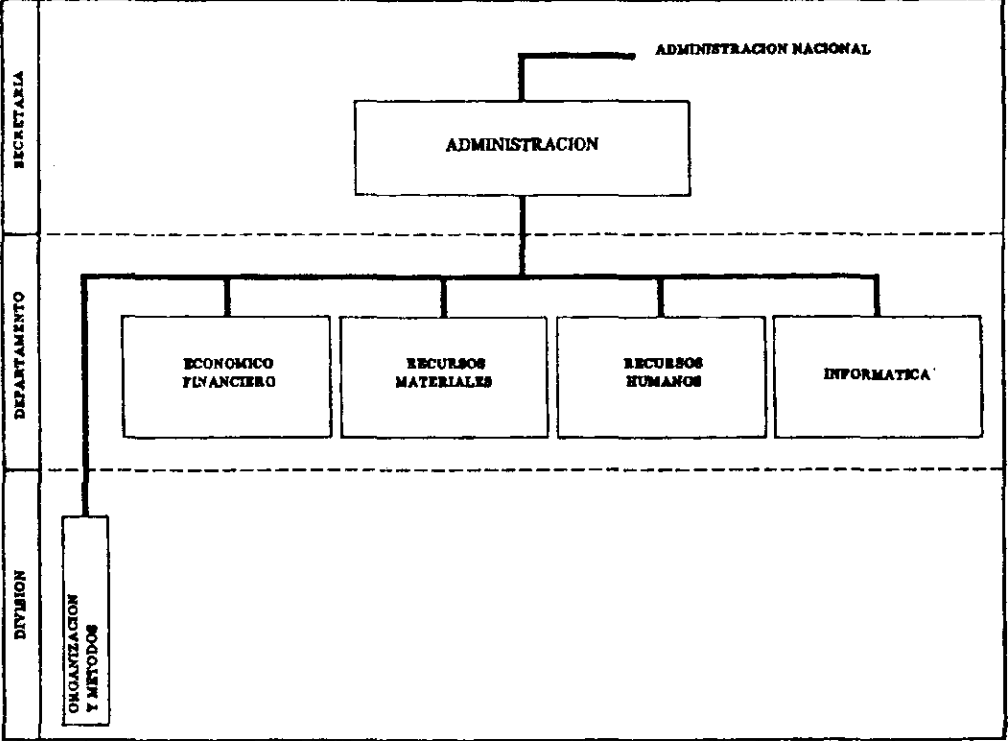 SECRETARIA
ADMINISTRACION NACIONAL
ADMINISTRACION
DEPARTAMENTO
ECONOMICO
FINANCIERO
RECURSOS
MATERIALES
RECURSOS
HUMANOS
INFORMATICA
DIVISION
ORGANIZACION
Y METODOS